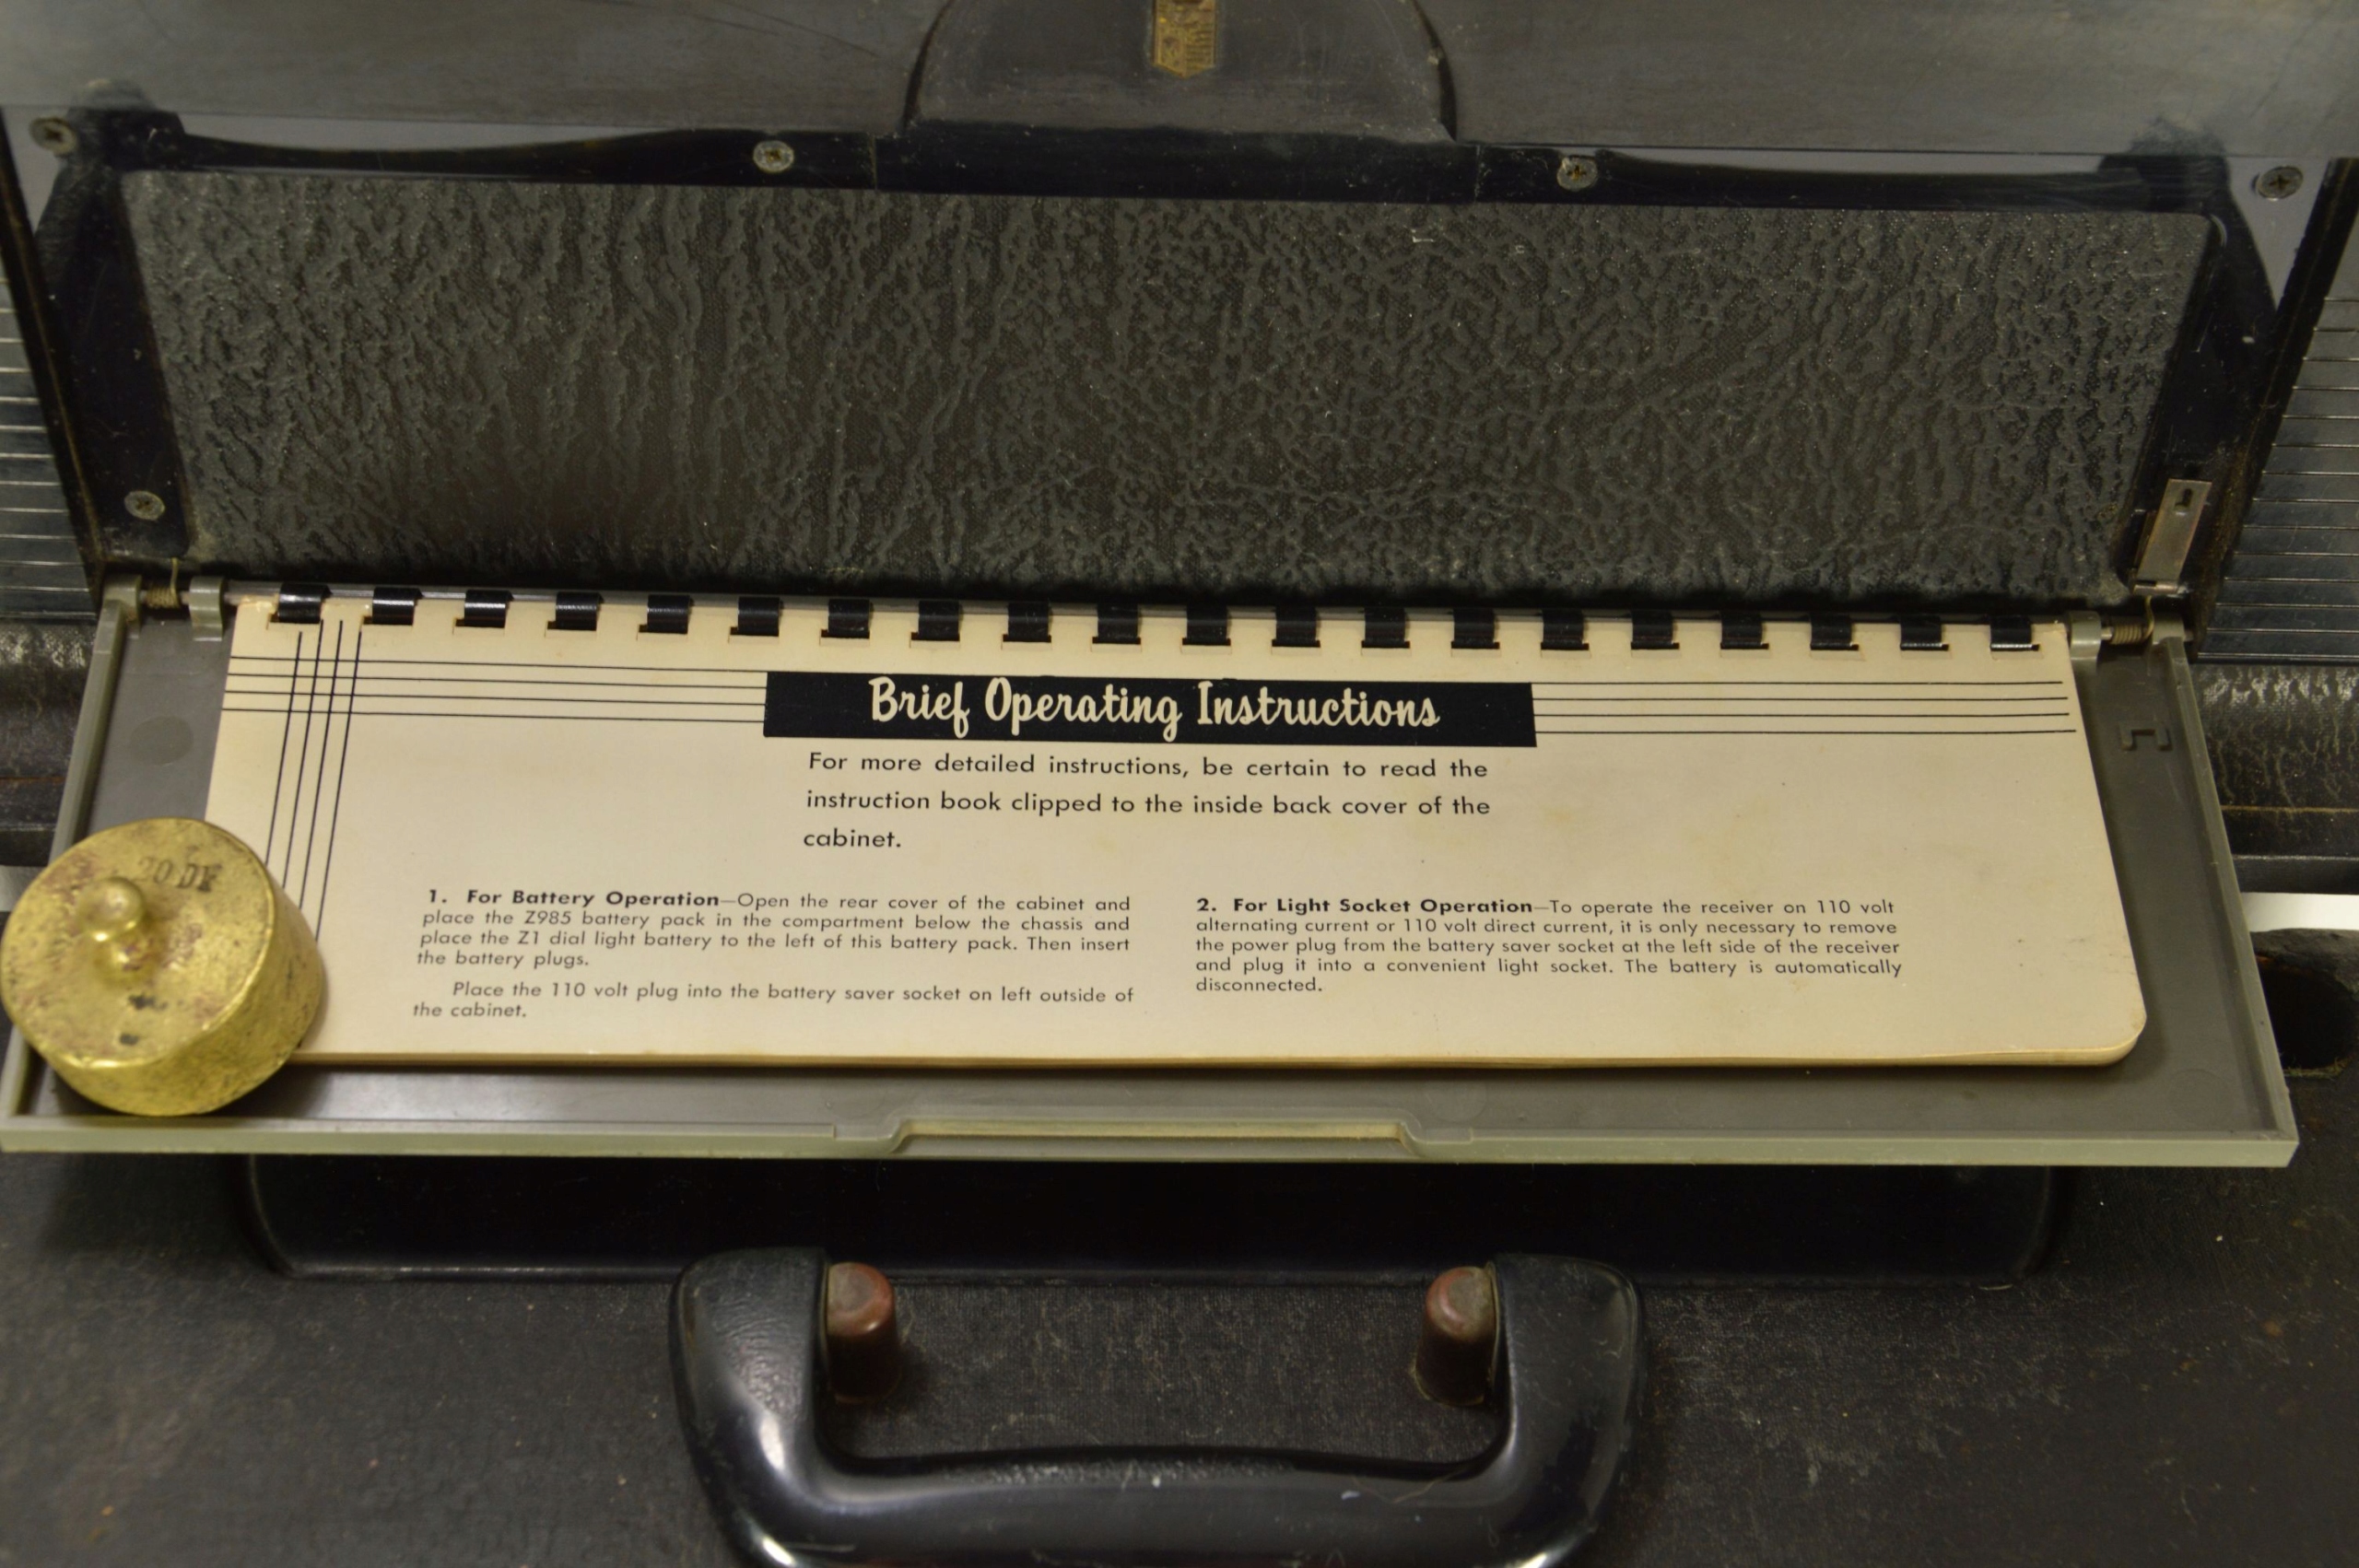 Brief Operating Instructions
For more detailed instructions, be certain to read the
instruction book clipped to the inside back cover of the
cabinet.
1. For Battery Operation—Open the rear cover of the cabinet and
place the Z985 battery pack in the compartment below the chassis and
place the Z1 dial light battery to the left of this battery pack. Then insert
the battery plugs.
Place the 110 volt plug into the battery saver socket on left outside of
the cabinet.
2. For Light Socket Operation—To operate the receiver on 110 volt
alternating current or 110 volt direct current, it is only necessary to remove
the power plug from the battery saver socket at the left side of the receiver
and plug it into a convenient light socket. The battery is automatically
disconnected.